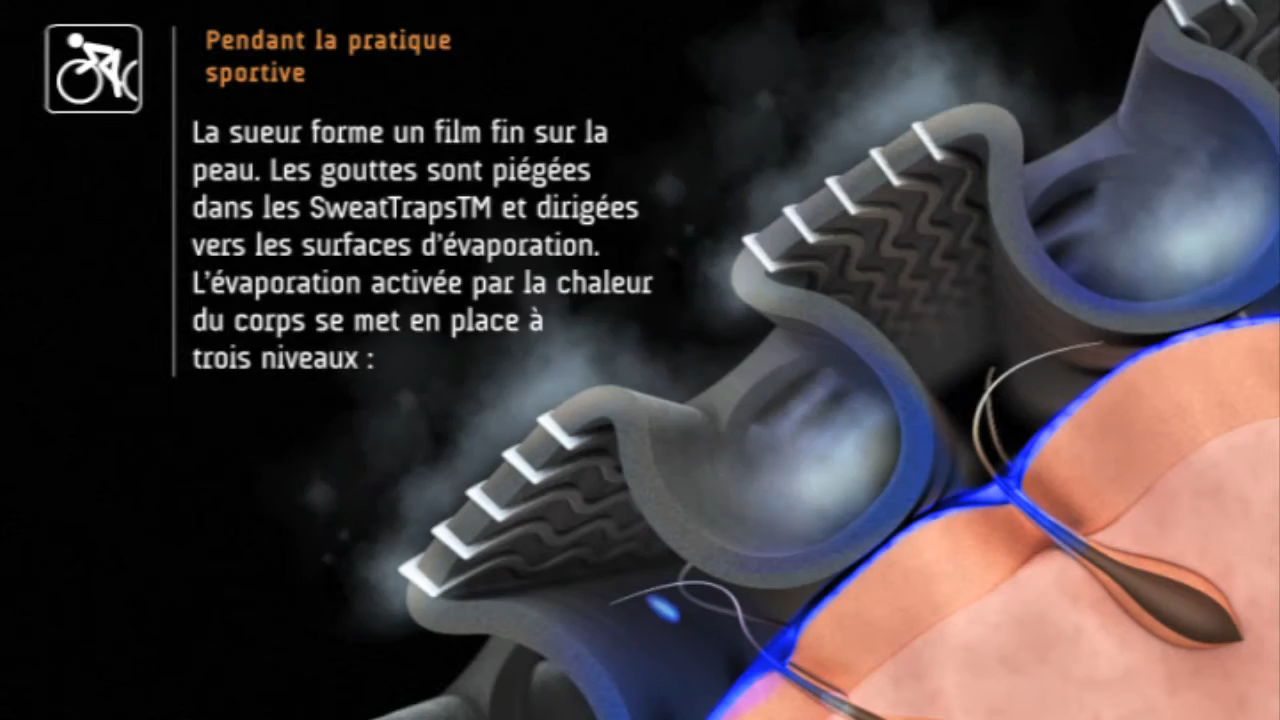 Pendant la pratique
sportive
La sueur forme un film fin sur la
peau. Les gouttes sont piégées
dans les SweatTrapsTM et dirigées
vers les surfaces d'évaporation.
L'évaporation activée par la chaleur
du corps se met en place à
trois niveaux :